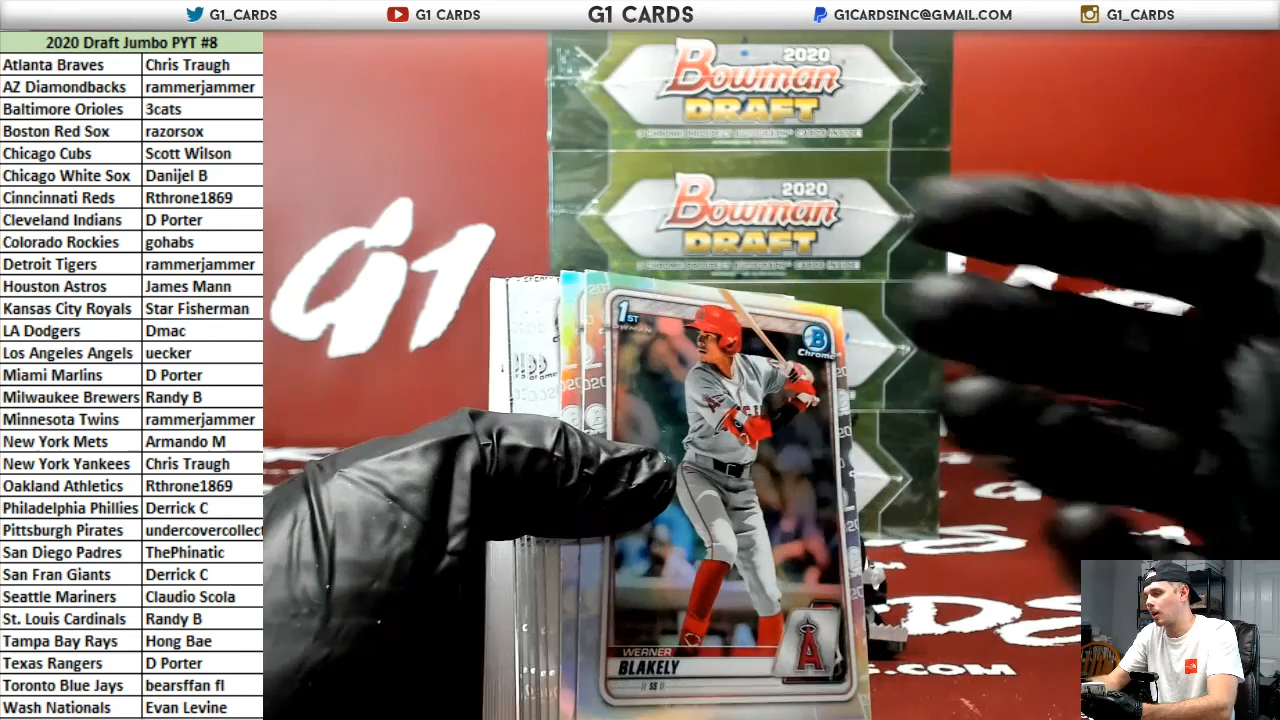 G1_CARDS
G1 CARDS
G1 CARDS
G1CARDSINC@GMAIL.COM
G1_CARDS
2020 Draft Jumbo PYT #8
Atlanta Braves Chris Traugh
AZ Diamondbacks rammerjammer
Baltimore Orioles 3cats
Boston Red Sox razorsox
Chicago Cubs Scott Wilson
Chicago White Sox Danijel B
Cinncinnati Reds Rthrone1869
Cleveland Indians D Porter
Colorado Rockies gohabs
Detroit Tigers rammerjammer
Houston Astros James Mann
Kansas City Royals Star Fisherman
LA Dodgers Dmac
Los Angeles Angels uecker
Miami Marlins D Porter
Milwaukee Brewers Randy B
Minnesota Twins rammerjammer
New York Mets Armando M
New York Yankees Chris Traugh
Oakland Athletics Rthrone1869
Philadelphia Phillies Derrick C
Pittsburgh Pirates undercovercollect
San Diego Padres ThePhinatic
San Fran Giants Derrick C
Seattle Mariners Claudio Scola
St. Louis Cardinals Randy B
Tampa Bay Rays Hong Bae
Texas Rangers D Porter
Toronto Blue Jays bearsffan fl
Wash Nationals Evan Levine
2020
Bowman
DRAFT
2020
Bowman
DRAFT
G1
1ST
BOWMAN
B
Chrome
WERNER
BLAKELY
SS
A
S.COM